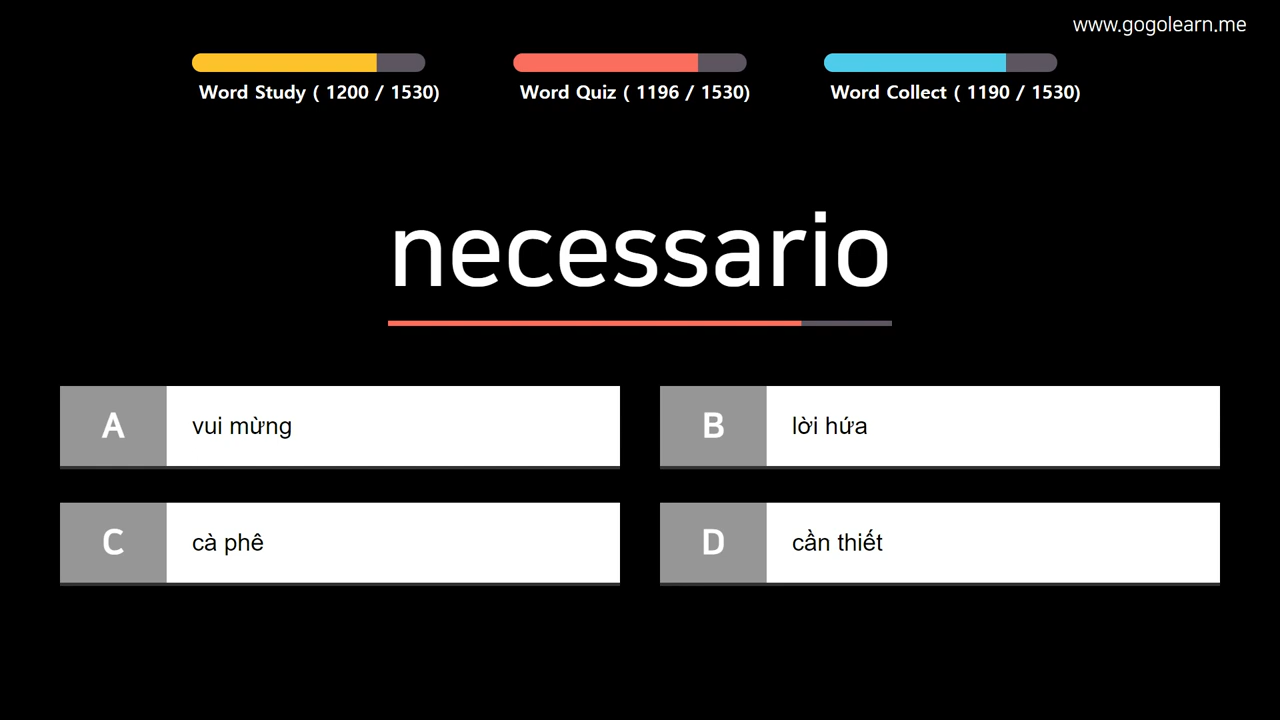 www.gogolearn.me
Word Study ( 1200 / 1530)
Word Quiz ( 1196 / 1530)
Word Collect ( 1190 / 1530)
necessario
A vui mừng
B lời hứa
C cà phê
D cần thiết